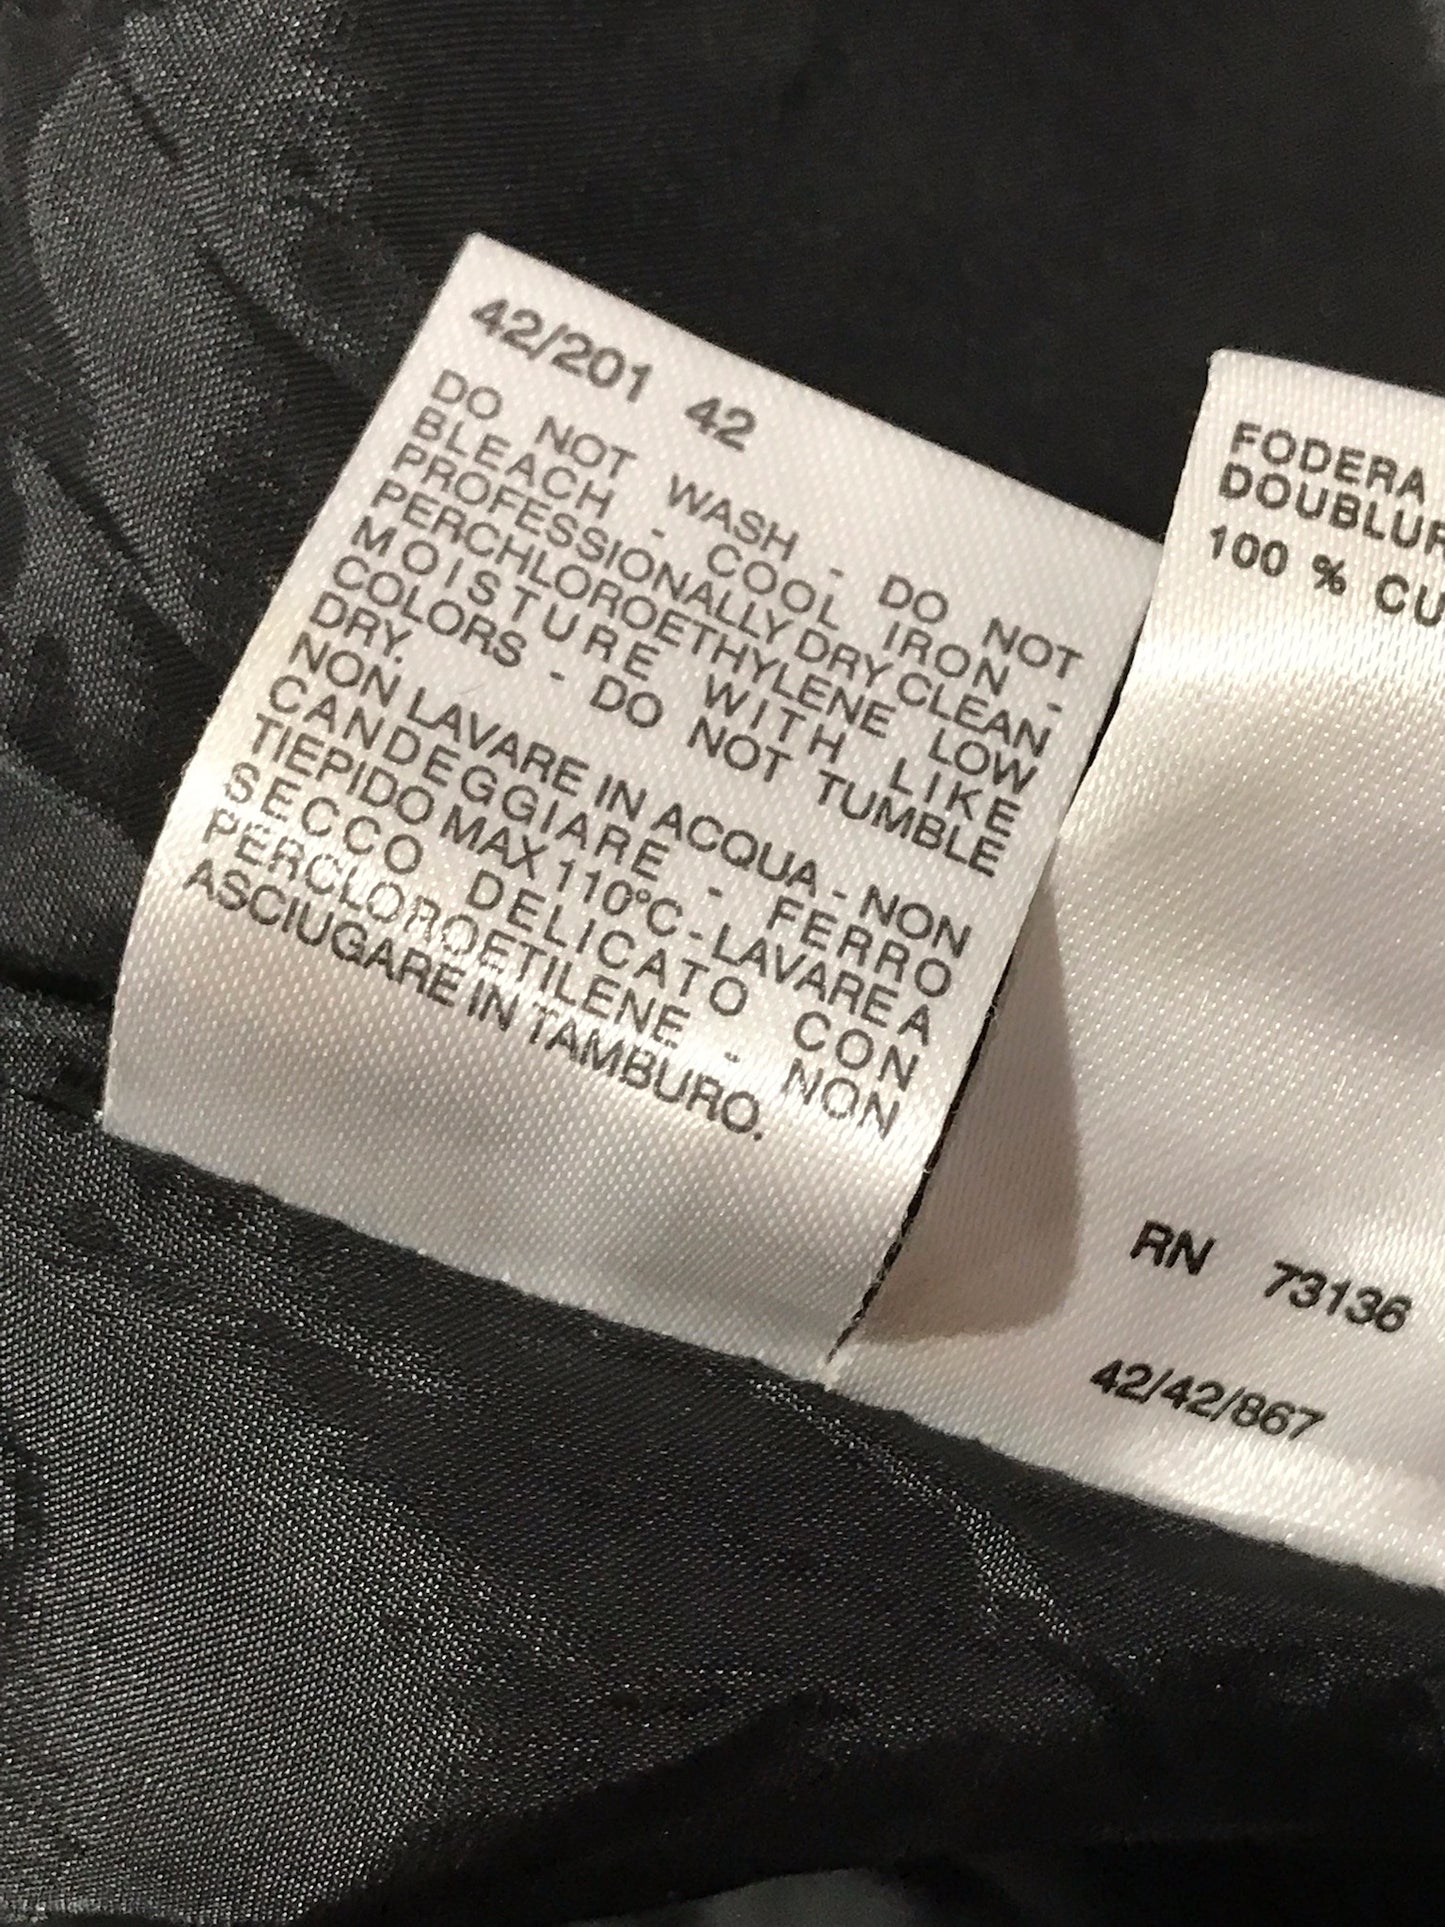 42/201 42
DO NOT WASH - DO NOT
BLEACH - COOL IRON -
PROFESSIONALLY DRY CLEAN
PERCHLOROETHYLENE LOW
MOISTURE WITH LIKE
COLORS - DO NOT TUMBLE
DRY.
NON LAVARE IN ACQUA - NON
CANDEGGIARE - FERRO
TIEPIDO MAX 110°C - LAVARE A
SECCO DELICATO CON
PERCLOROETILENE - NON
ASCIUGARE IN TAMBURO.
FODERA
DOUBLUR
100 % CU
RN 73136
42/42/867